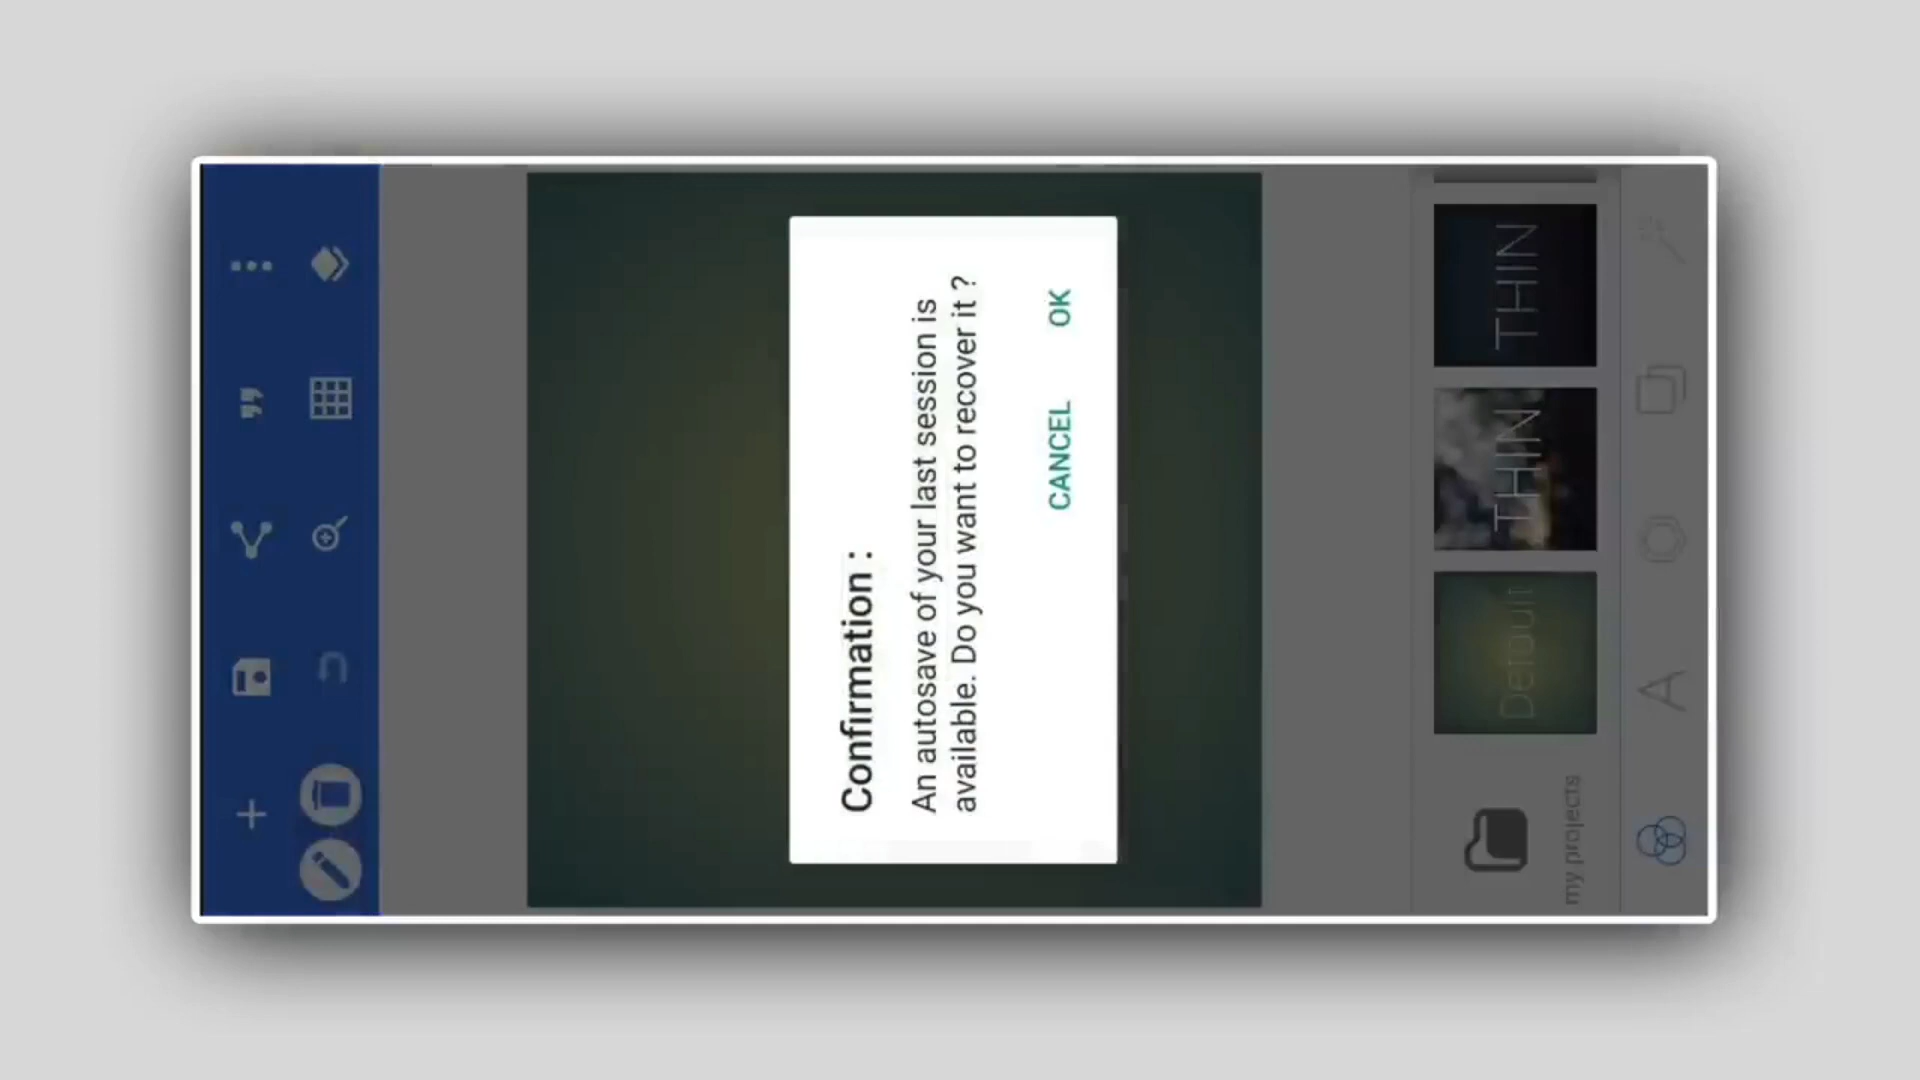 Confirmation :
An autosave of your last session is
available. Do you want to recover it ?
CANCEL OK
my projects
Default
THIN
THIN
A